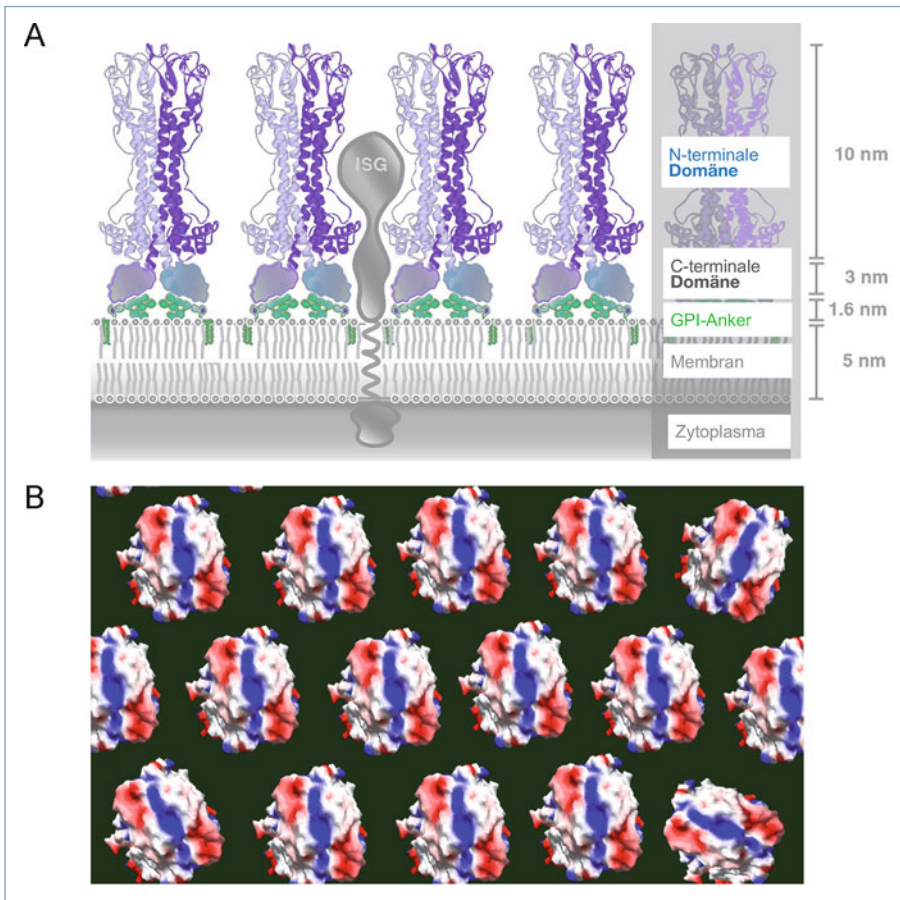 A
ISG
N-terminale
Domäne
10 nm
C-terminale
Domäne
3 nm
GPI-Anker
1.6 nm
Membran
5 nm
Zytoplasma
B